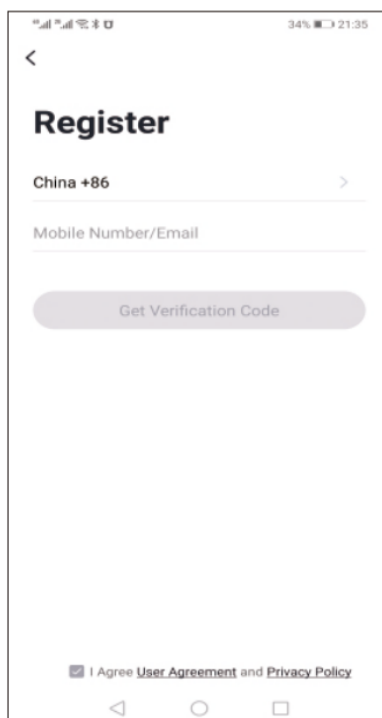 34% 21:35
Register
China +86
Mobile Number/Email
Get Verification Code
I Agree User Agreement and Privacy Policy